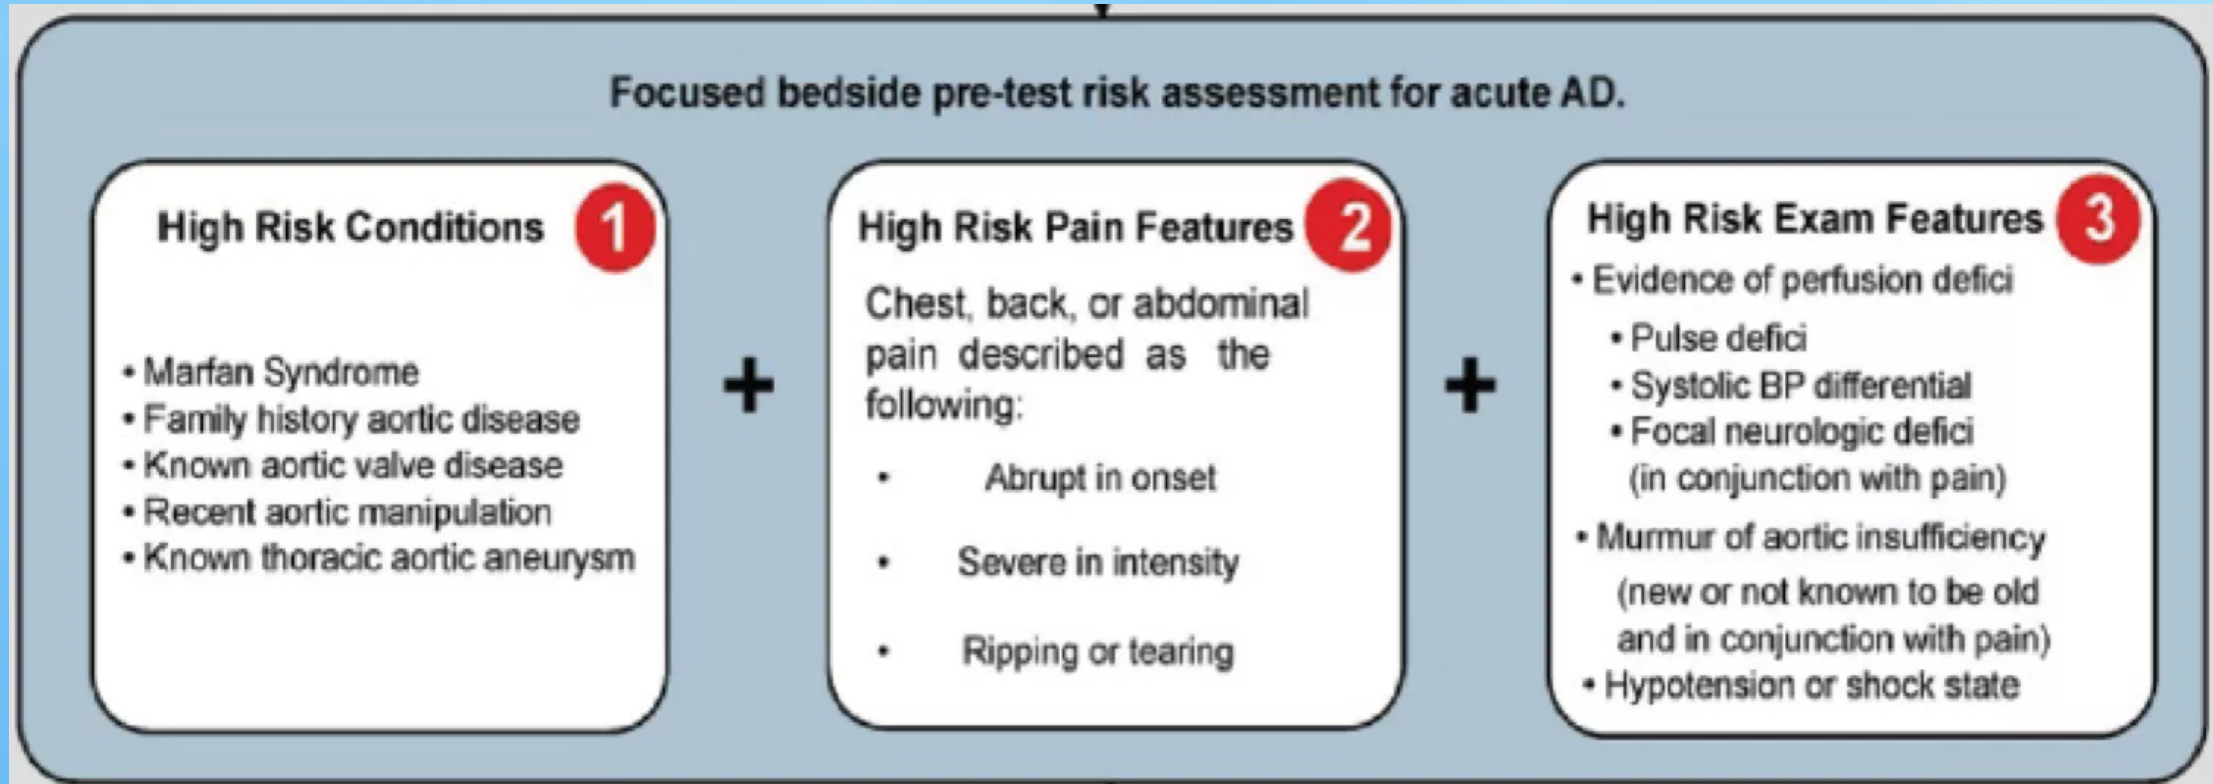 Focused bedside pre-test risk assessment for acute AD.
High Risk Conditions 1
• Marfan Syndrome
• Family history aortic disease
• Known aortic valve disease
• Recent aortic manipulation
• Known thoracic aortic aneurysm
+
High Risk Pain Features 2
Chest, back, or abdominal
pain described as the
following:
• Abrupt in onset
• Severe in intensity
• Ripping or tearing
+
High Risk Exam Features 3
• Evidence of perfusion defici
• Pulse defici
• Systolic BP differential
• Focal neurologic defici
(in conjunction with pain)
• Murmur of aortic insufficiency
(new or not known to be old
and in conjunction with pain)
• Hypotension or shock state